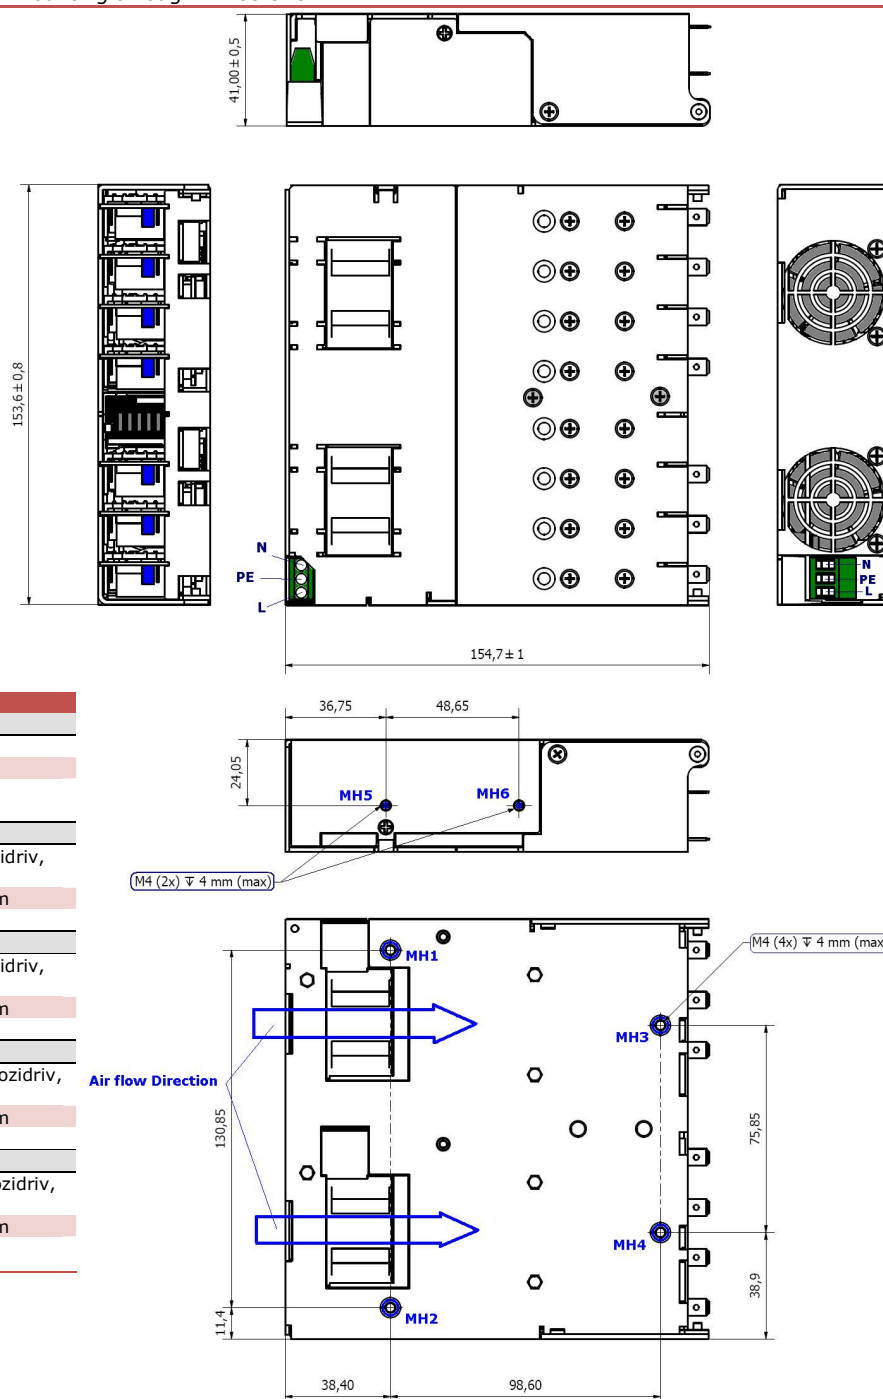 41,00 ± 0,5
153,6 ± 0,8
N
PE
L
N
PE
L
154,7 ± 1
36,75
48,65
24,05
MH5
MH6
M4 (2x) ↧ 4 mm (max)
idriv,
m
idriv,
m
ozidriv,
m
ozidriv,
m
MH1
M4 (4x) ↧ 4 mm (max
MH3
Air flow Direction
130,85
75,85
MH4
38,9
MH2
11,4
38,40
98,60